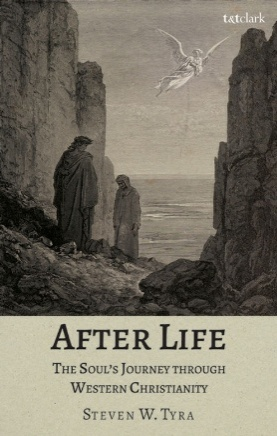 t&tclark
AFTER LIFE
THE SOUL'S JOURNEY THROUGH
WESTERN CHRISTIANITY
STEVEN W. TYRA